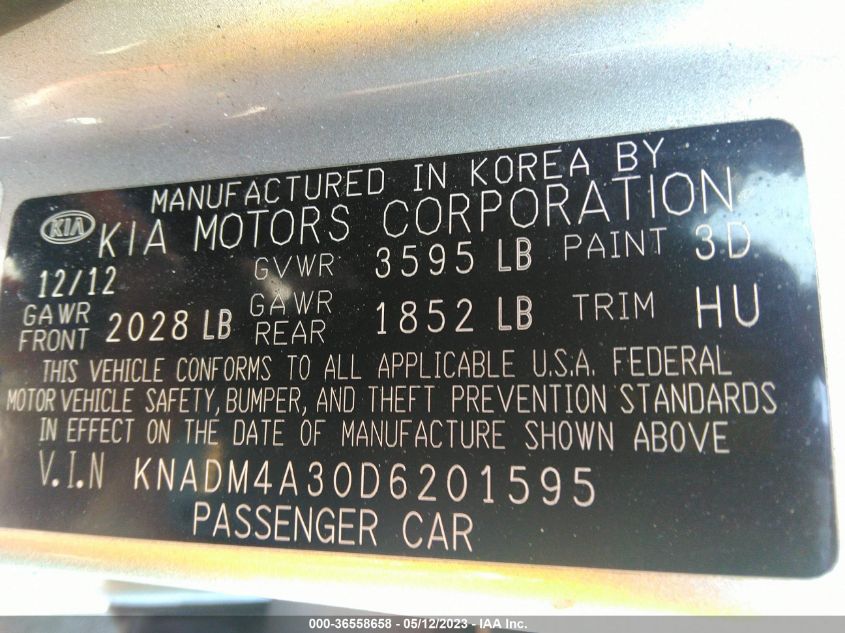 MANUFACTURED IN KOREA BY
KIA KIA MOTORS CORPORATION
12/12 GVWR 3595 LB PAINT 3D
GAWR FRONT 2028 LB GAWR REAR 1852 LB TRIM HU
THIS VEHICLE CONFORMS TO ALL APPLICABLE U.S.A. FEDERAL
MOTOR VEHICLE SAFETY, BUMPER, AND THEFT PREVENTION STANDARDS
IN EFFECT ON THE DATE OF MANUFACTURE SHOWN ABOVE
V.I.N KNADM4A30D6201595
PASSENGER CAR
000-36558658 - 05/12/2023 - IAA Inc.